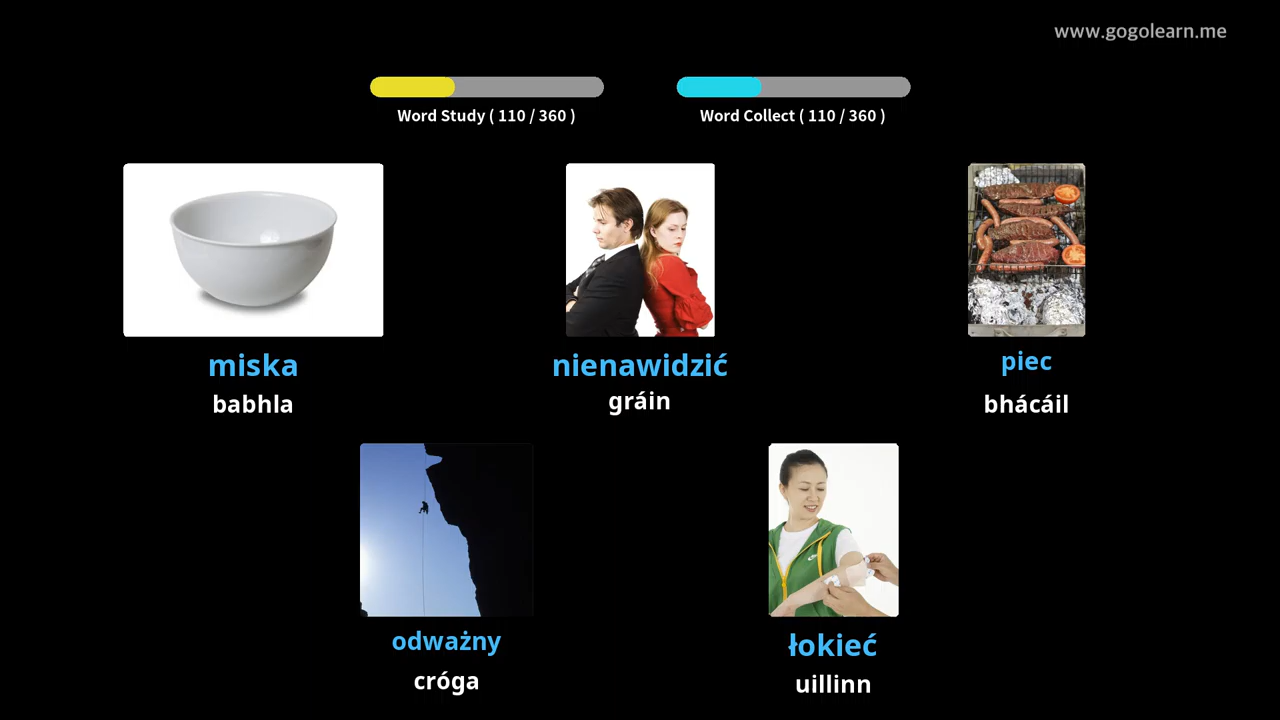 www.gogolearn.me
Word Study ( 110 / 360 )
Word Collect ( 110 / 360 )
miska
babhla
nienawidzić
gráin
piec
bhácáil
odważny
cróga
łokieć
uillinn